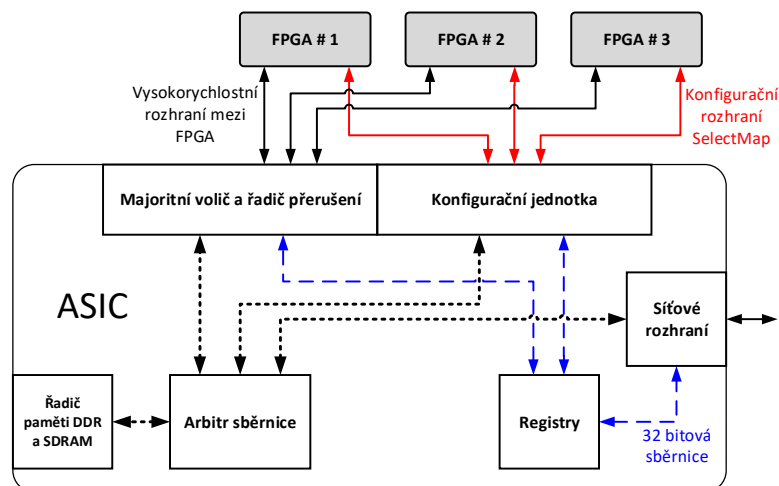 FPGA # 1
FPGA # 2
FPGA # 3
Vysokorychlostní
rozhraní mezi
FPGA
Konfigurační
rozhraní
SelectMap
Majoritní volič a řadič přerušení
Konfigurační jednotka
ASIC
Síťové
rozhraní
Řadič
paměti DDR
a SDRAM
Arbitr sběrnice
Registry
32 bitová
sběrnice